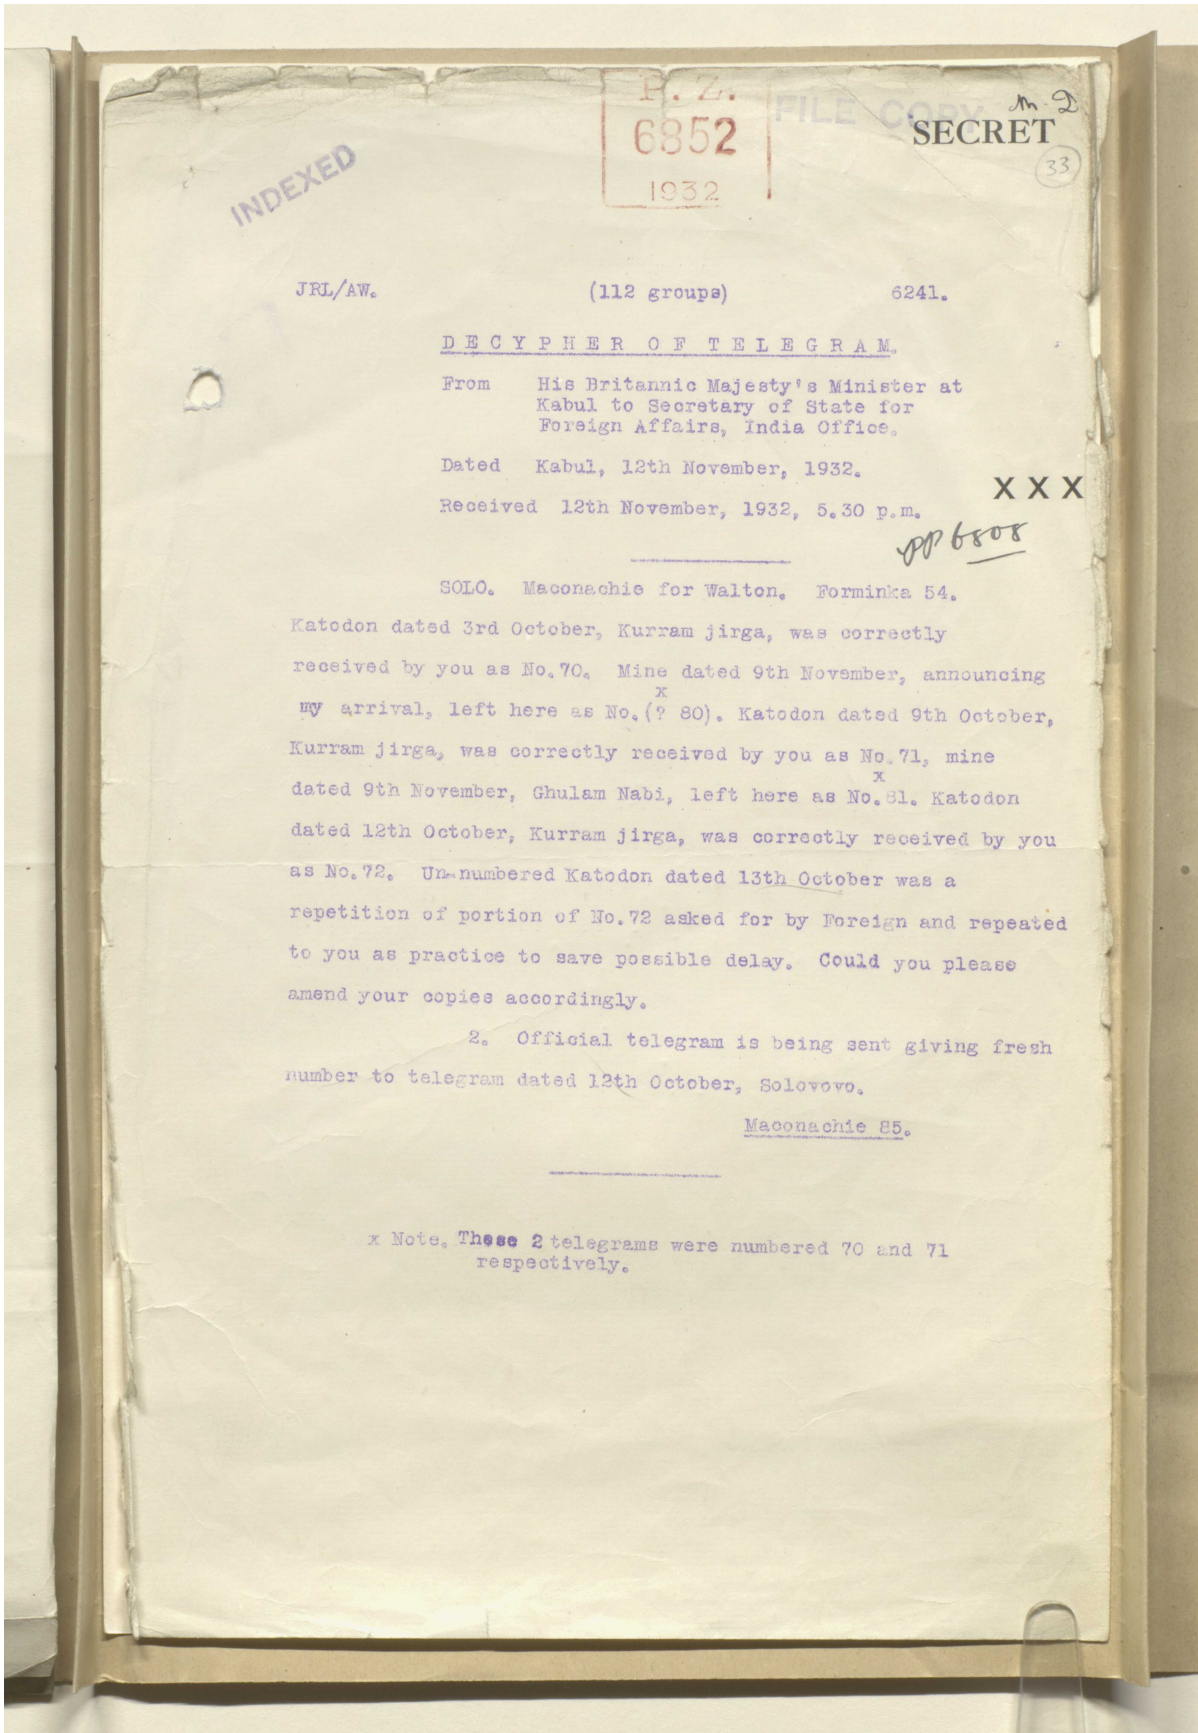 P. Z.
6852
1932
FILE COPY
M. 2
SECRET
33
INDEXED
JRL/AW. (112 groups) 6241.
DECYPHER OF TELEGRAM.
From His Britannic Majesty's Minister at
Kabul to Secretary of State for
Foreign Affairs, India Office.
Dated Kabul, 12th November, 1932.
XXX
Received 12th November, 1932, 5.30 p.m.
pp 6808
SOLO. Maconachie for Walton. Forminka 54.
Katodon dated 3rd October, Kurram jirga, was correctly
received by you as No.70. Mine dated 9th November, announcing
x
my arrival, left here as No.(? 80). Katodon dated 9th October,
Kurram jirga, was correctly received by you as No.71, mine
x
dated 9th November, Ghulam Nabi, left here as No.81. Katodon
dated 12th October, Kurram jirga, was correctly received by you
as No.72. Un-numbered Katodon dated 13th October was a
repetition of portion of No.72 asked for by Foreign and repeated
to you as practice to save possible delay. Could you please
amend your copies accordingly.
2. Official telegram is being sent giving fresh
number to telegram dated 12th October, Solovovo.
Maconachie 85.
x Note. These 2 telegrams were numbered 70 and 71
respectively.